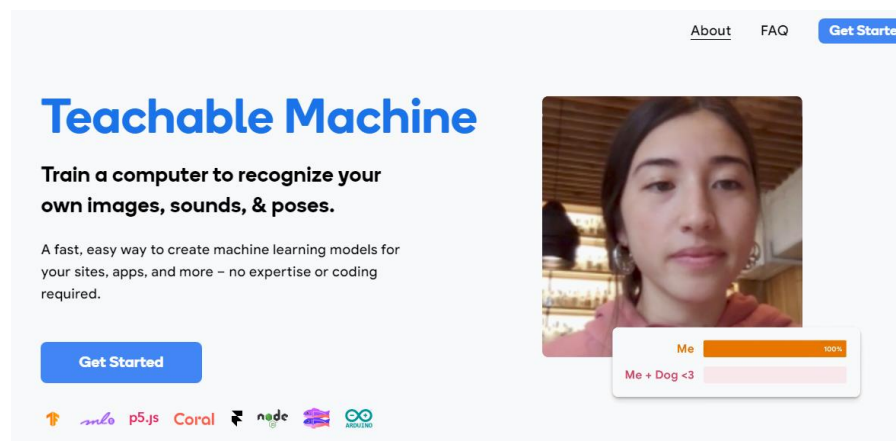 About FAQ Get Starte
Teachable Machine
Train a computer to recognize your
own images, sounds, & poses.
A fast, easy way to create machine learning models for
your sites, apps, and more – no expertise or coding
required.
Get Started
Me 100%
Me + Dog <3
mlo p5.js Coral node
ARDUINO